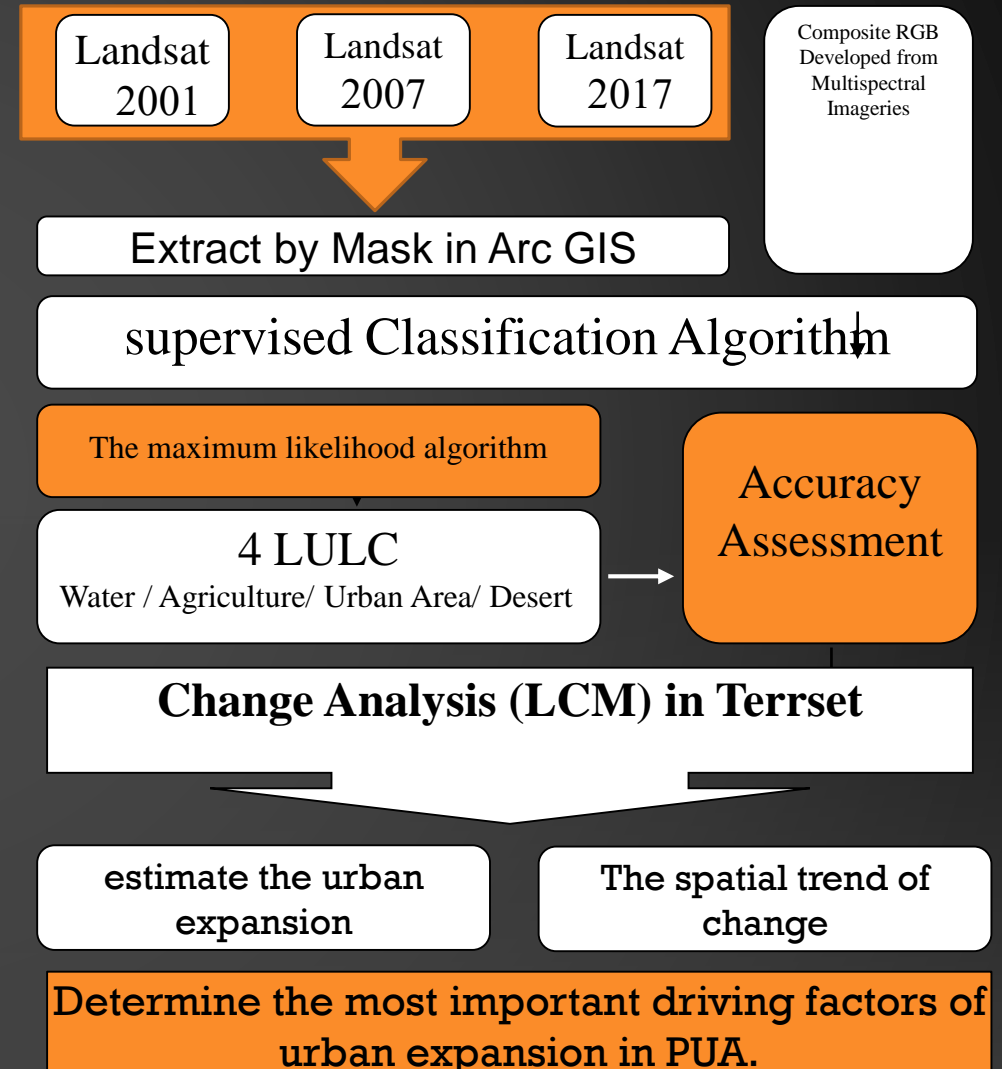 Landsat
2001
Landsat
2007
Landsat
2017
Composite RGB
Developed from
Multispectral
Imageries
Extract by Mask in Arc GIS
supervised Classification Algorithm
The maximum likelihood algorithm
4 LULC
Water / Agriculture/ Urban Area/ Desert
Accuracy
Assessment
Change Analysis (LCM) in Terrset
estimate the urban
expansion
The spatial trend of
change
Determine the most important driving factors of
urban expansion in PUA.